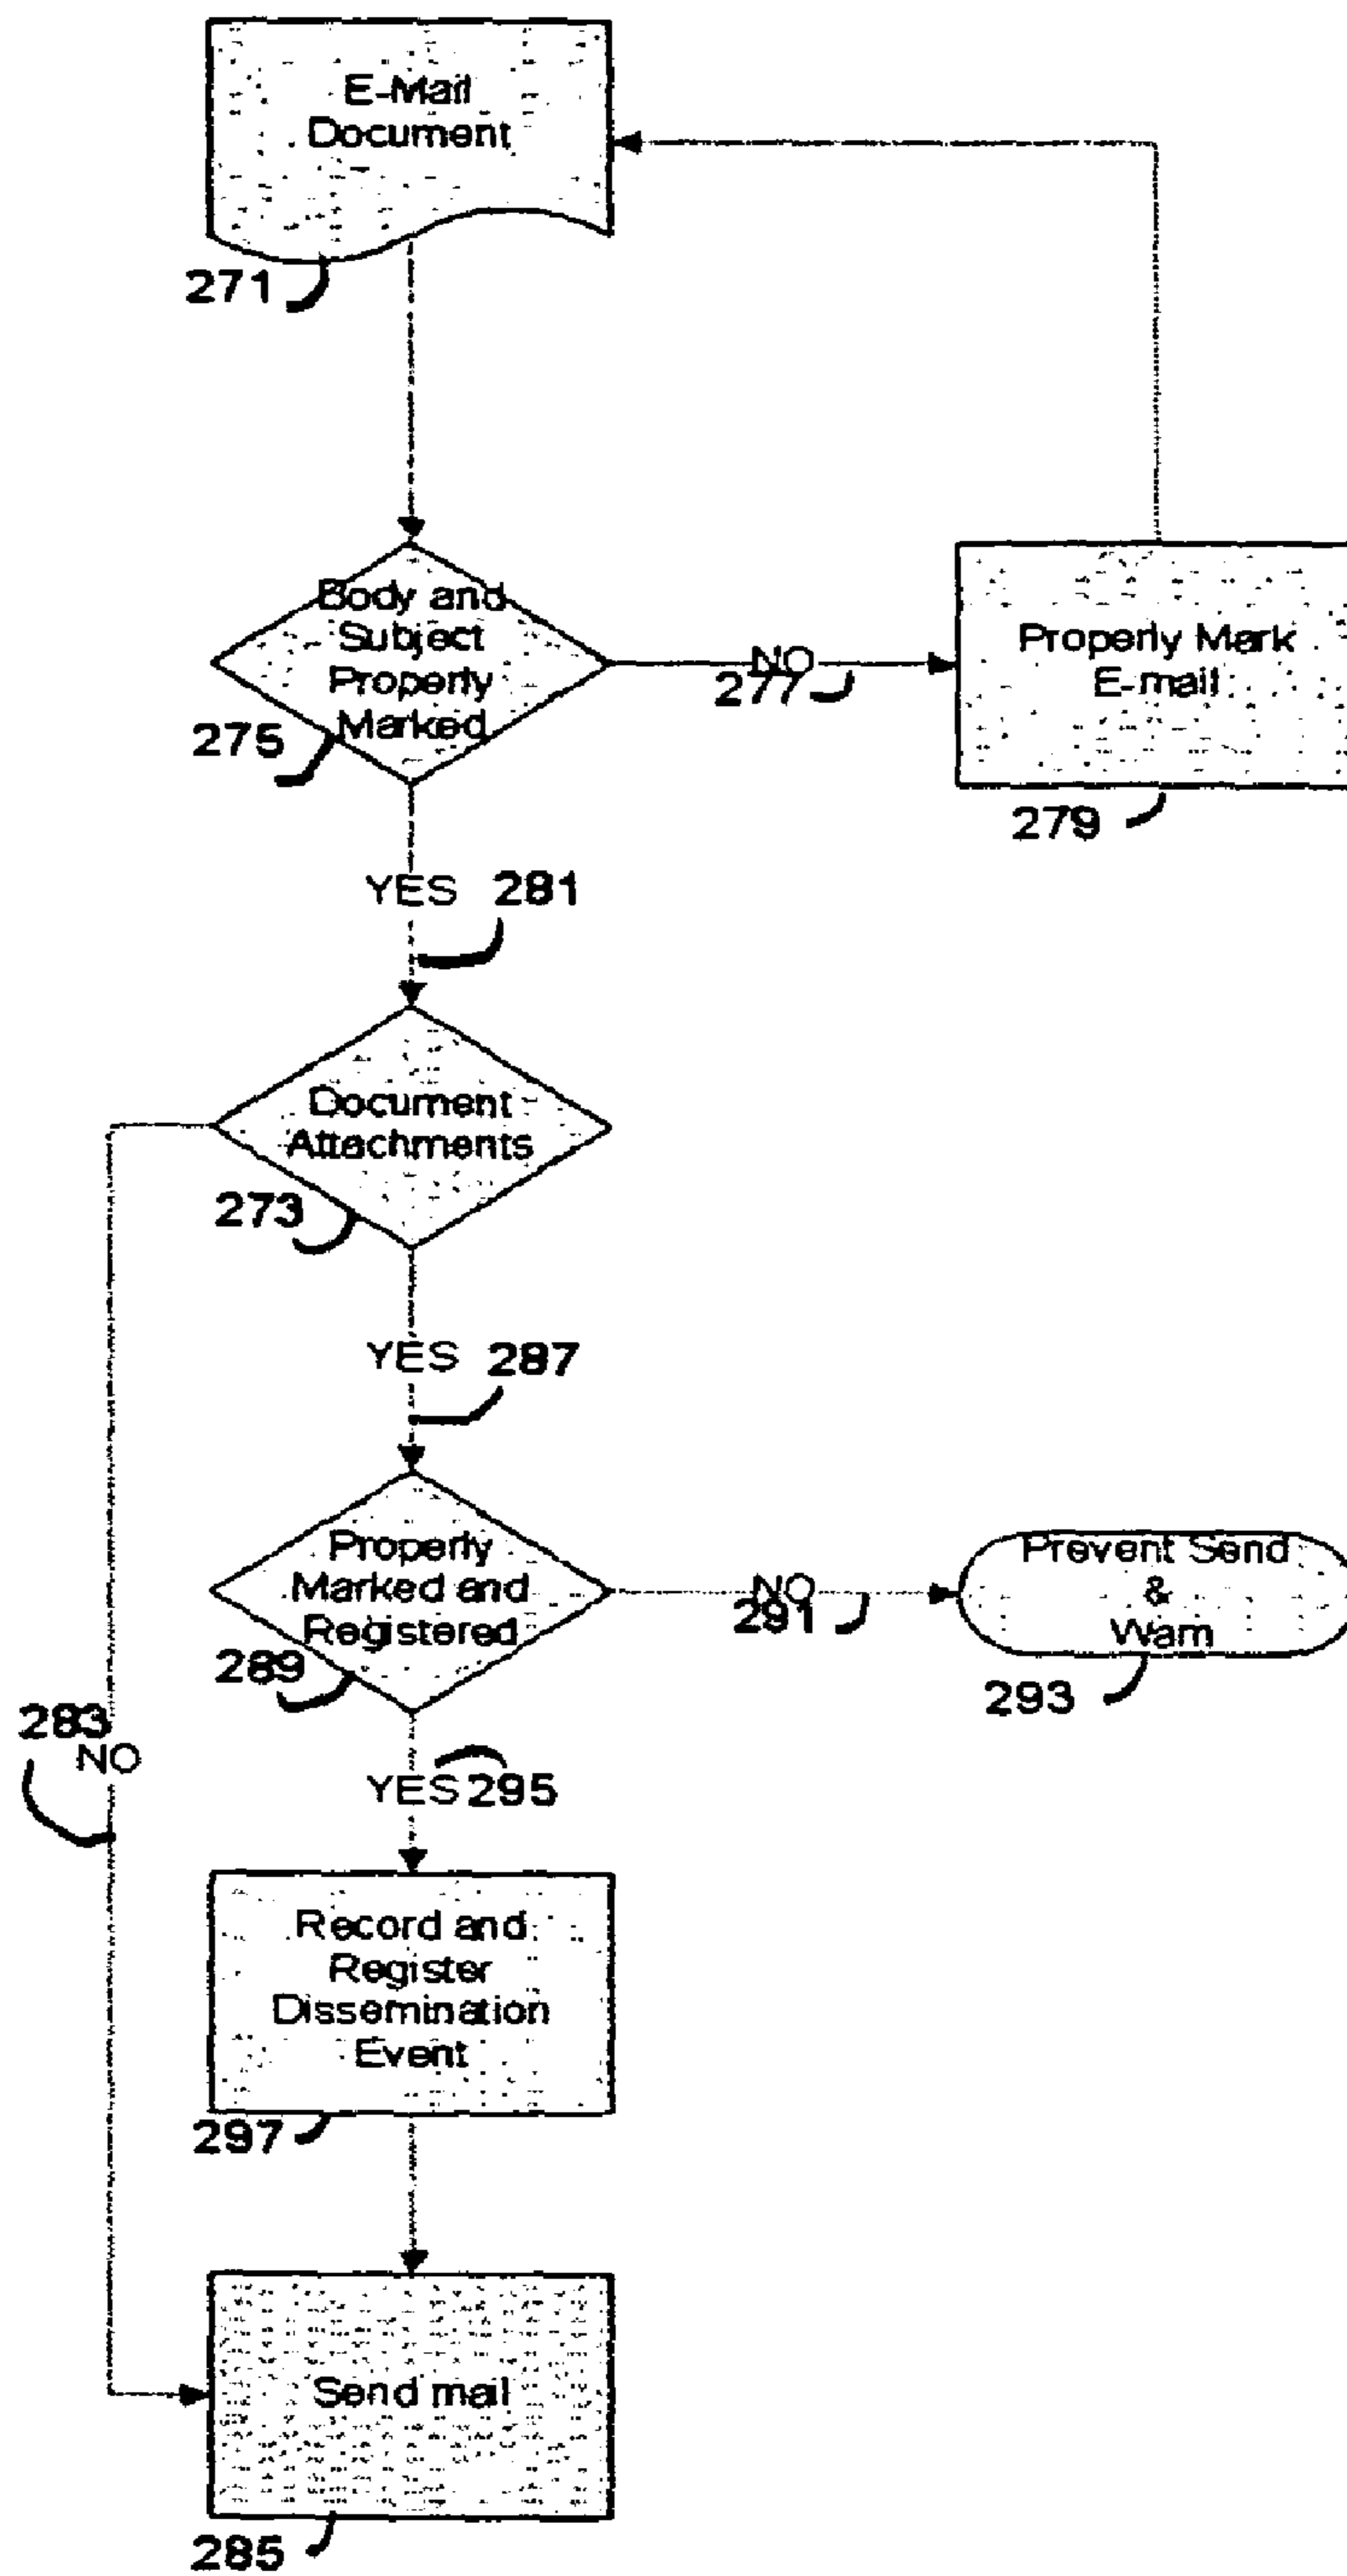 E-Mail
Document
271
Body and
Subject
Properly
Marked
275
NO
277
Properly Mark
E-mail
279
YES 281
Document
Attachments
273
YES 287
Properly
Marked and
Registered
289
NO
291
Prevent Send
&
Warn
293
283
NO
YES 295
Record and
Register
Dissemination
Event
297
Send mail
285